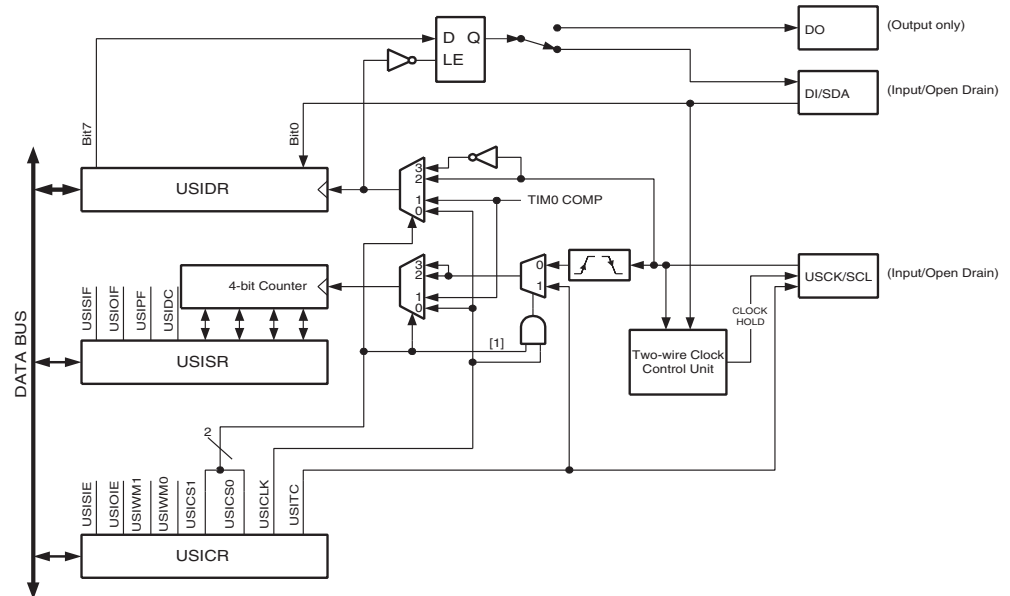 DO
(Output only)
D Q
LE
DI/SDA
(Input/Open Drain)
Bit7
Bit0
USIDR
3
2
1
0
TIM0 COMP
4-bit Counter
3
2
1
0
0
1
USCK/SCL
(Input/Open Drain)
CLOCK
HOLD
USISIF
USIOIF
USIPF
USIDC
[1]
Two-wire Clock
Control Unit
USISR
DATA BUS
2
USISIE
USIOIE
USIWM1
USIWM0
USICS1
USICS0
USICLK
USITC
USICR